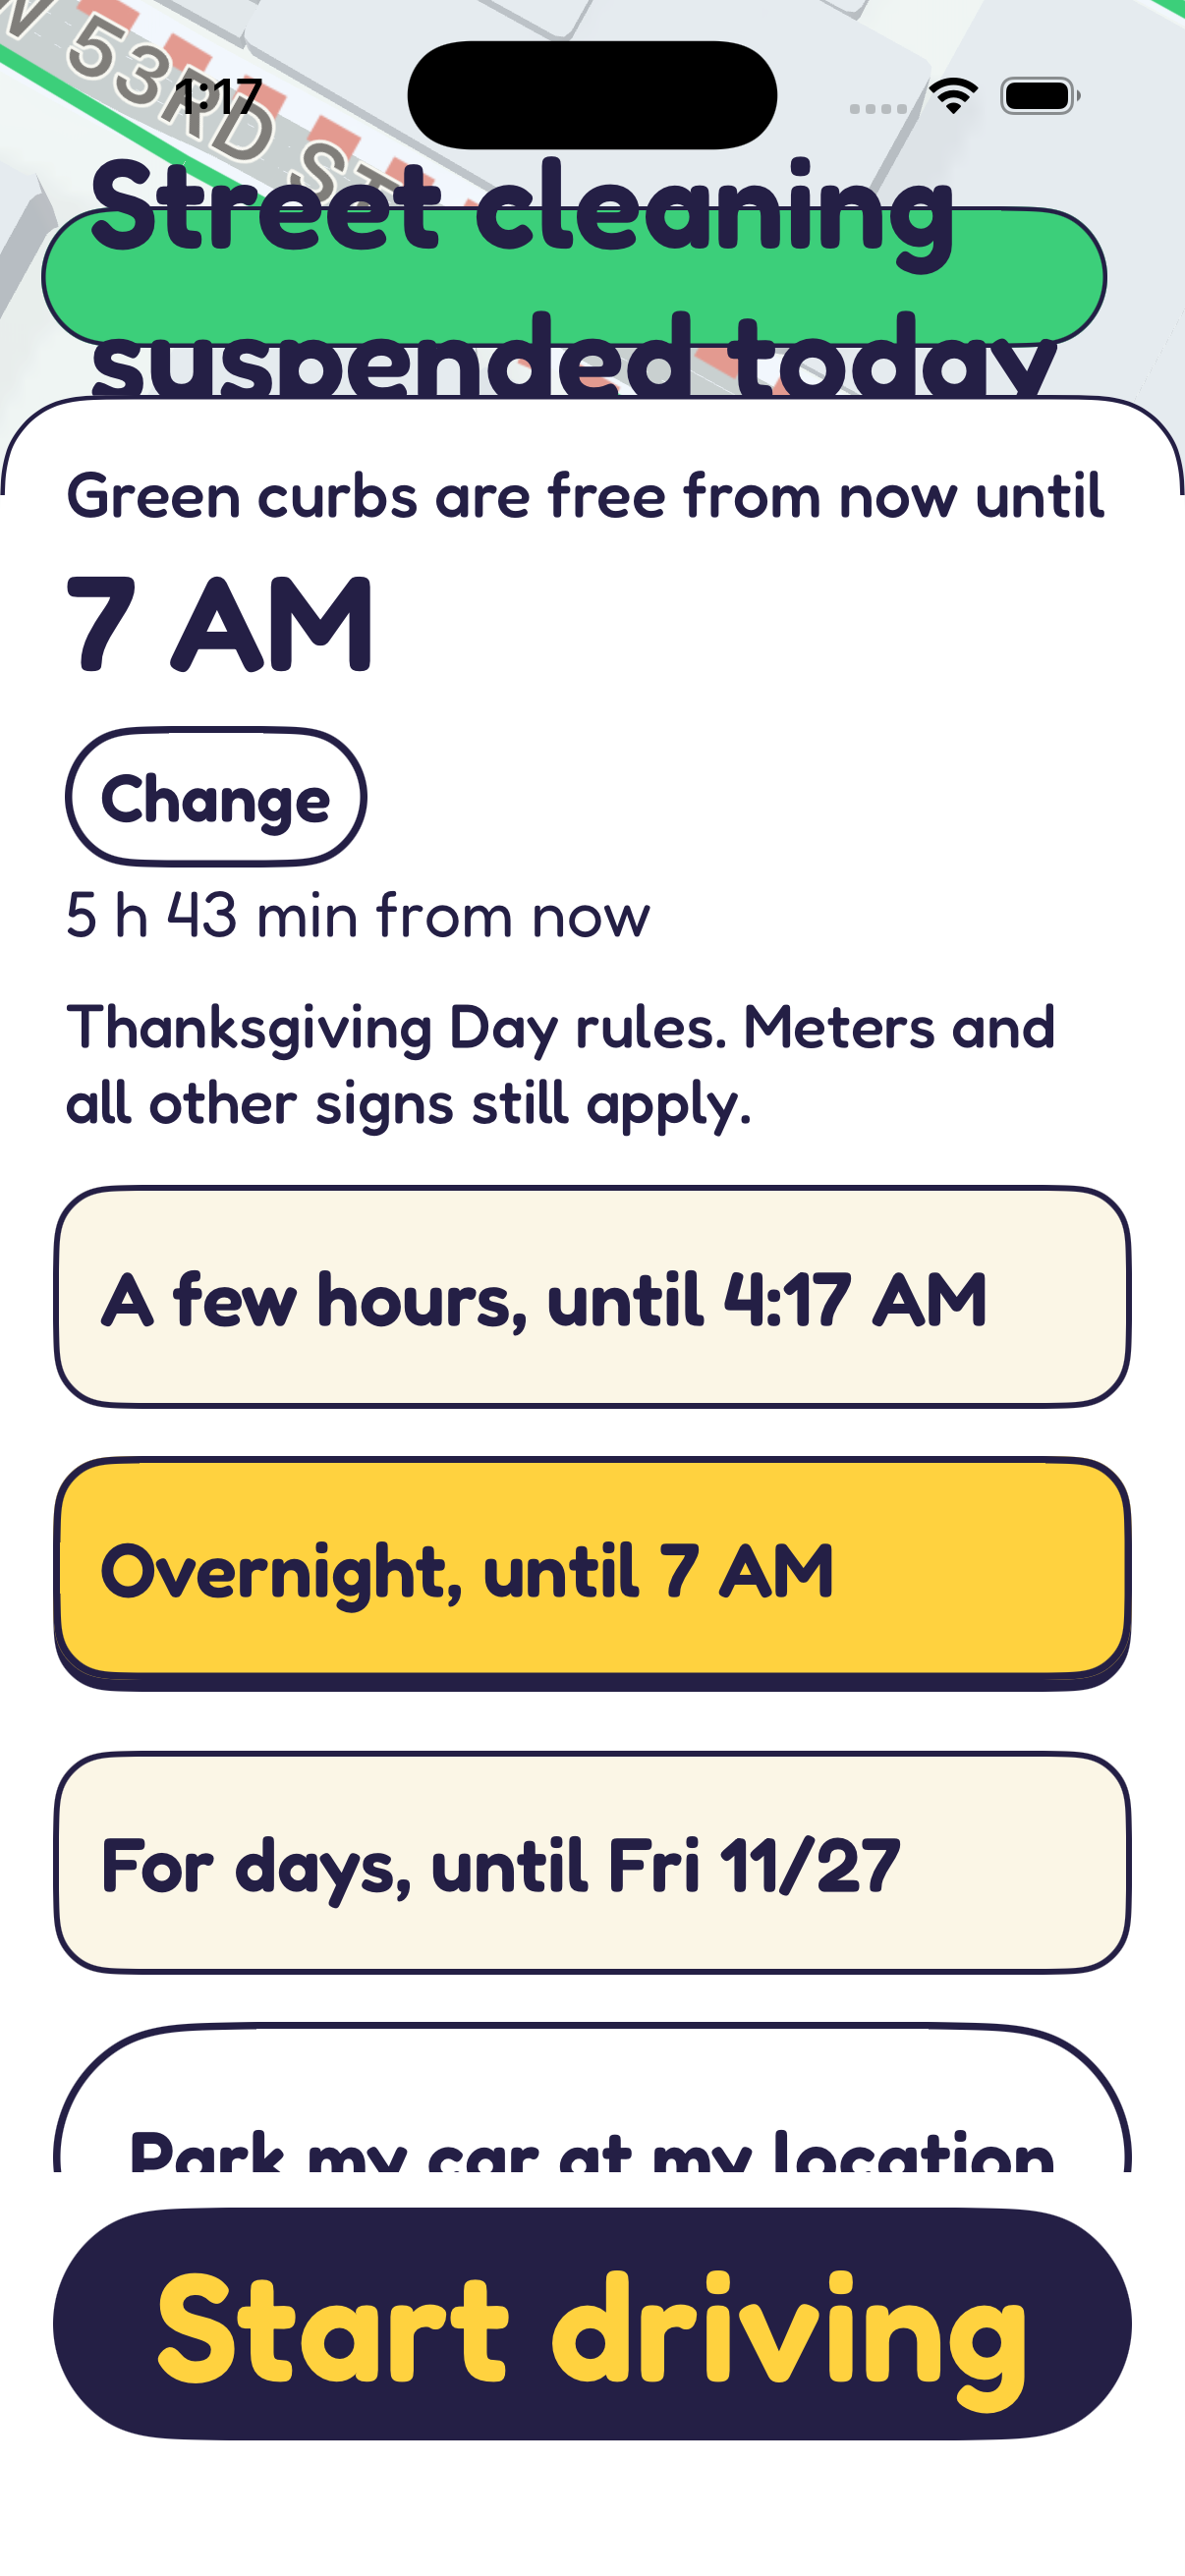 W 53RD ST
1:17
Street cleaning
suspended today
Green curbs are free from now until
7 AM
Change
5 h 43 min from now
Thanksgiving Day rules. Meters and
all other signs still apply.
A few hours, until 4:17 AM
Overnight, until 7 AM
For days, until Fri 11/27
Park my car at my location
Start driving